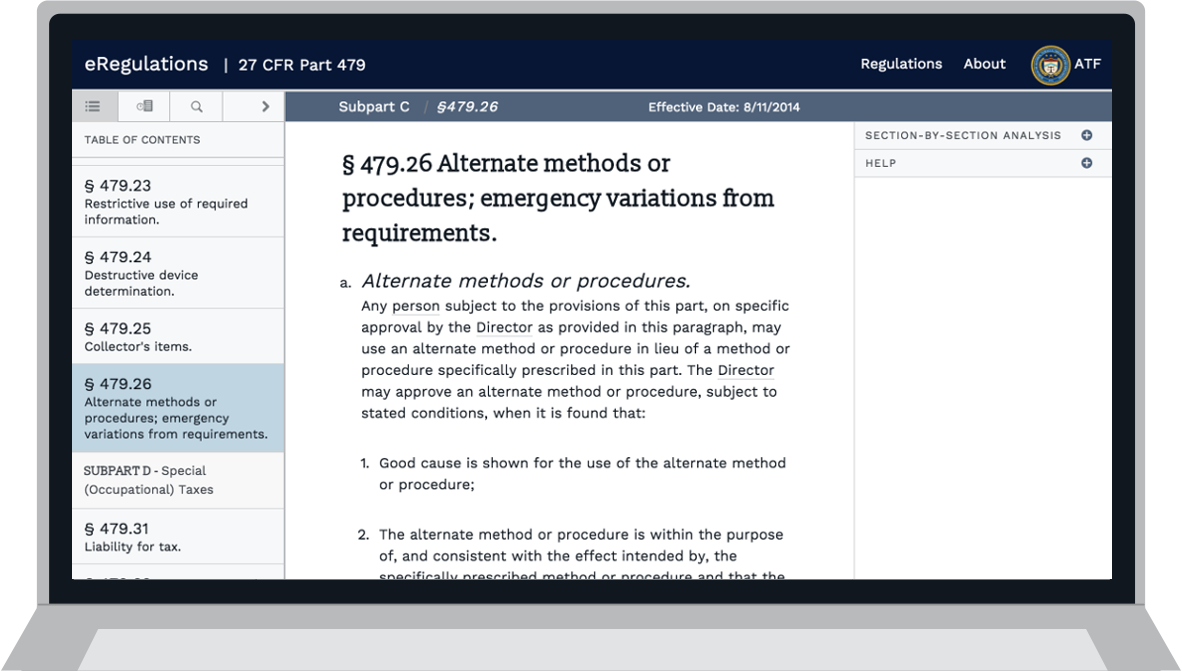 eRegulations | 27 CFR Part 479
Regulations About ATF
Subpart C / §479.26 Effective Date: 8/11/2014
TABLE OF CONTENTS
§ 479.23
Restrictive use of required
information.
§ 479.24
Destructive device
determination.
§ 479.25
Collector's items.
§ 479.26
Alternate methods or
procedures; emergency
variations from requirements.
SUBPART D - Special
(Occupational) Taxes
§ 479.31
Liability for tax.
§ 479.26 Alternate methods or
procedures; emergency variations from
requirements.
a. Alternate methods or procedures.
Any person subject to the provisions of this part, on specific
approval by the Director as provided in this paragraph, may
use an alternate method or procedure in lieu of a method or
procedure specifically prescribed in this part. The Director
may approve an alternate method or procedure, subject to
stated conditions, when it is found that:
1. Good cause is shown for the use of the alternate method
or procedure;
2. The alternate method or procedure is within the purpose
of, and consistent with the effect intended by, the
specifically prescribed method or procedure and that the
SECTION-BY-SECTION ANALYSIS
HELP